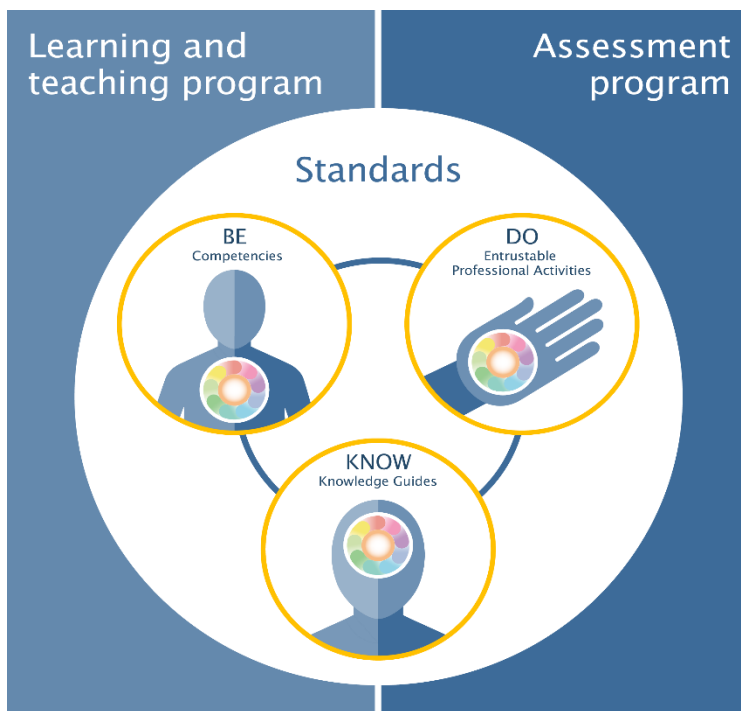 Learning and
teaching program
Assessment
program
Standards
BE
Competencies
DO
Entrustable
Professional Activities
KNOW
Knowledge Guides